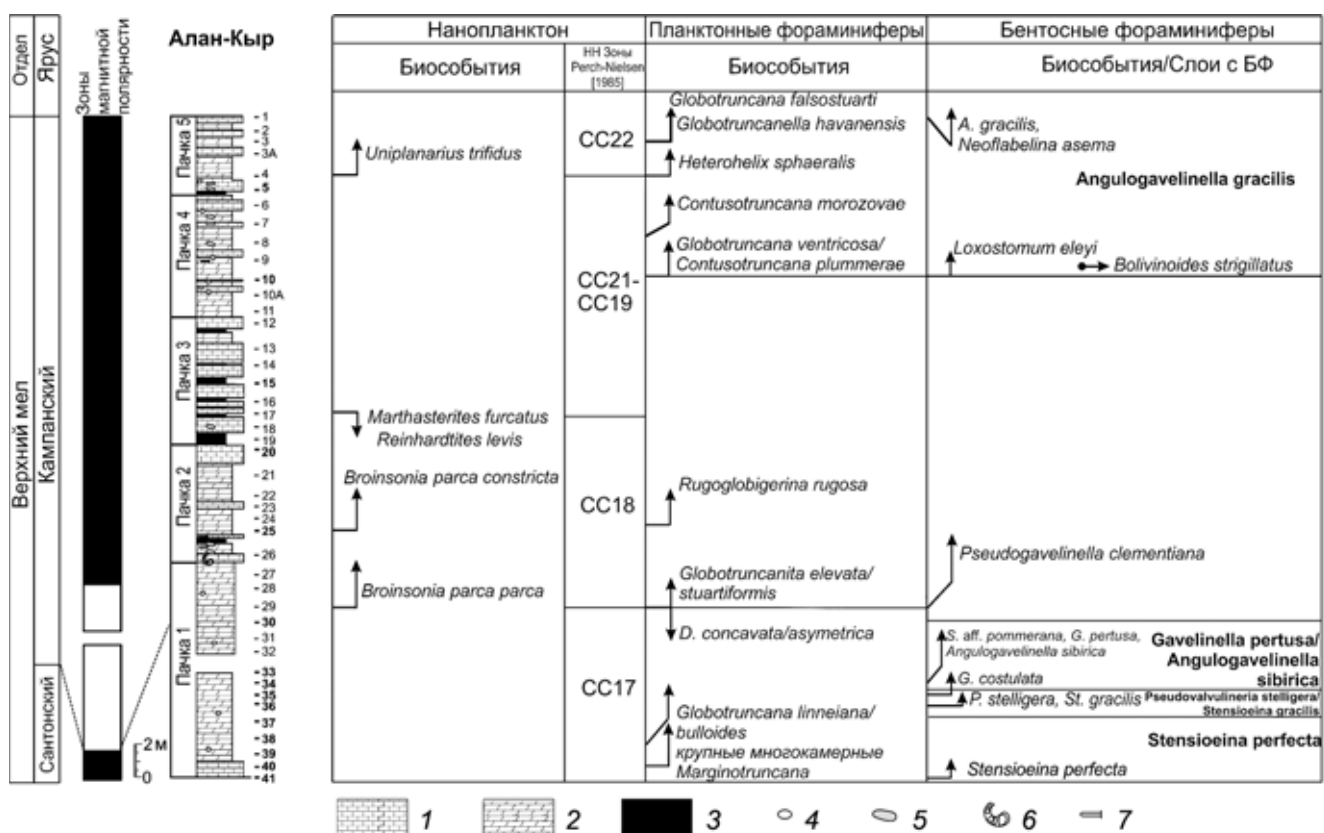 Отдел
Ярус
Зоны
магнитной
полярности
Алан-Кыр
Нанопланктон
Планктонные фораминиферы
Бентосные фораминиферы
Биособытия
НН Зоны
Perch-Nielsen
[1985]
Биособытия
Биособытия/Слои с БФ
Верхний мел
Кампанский
Сантонский
2 м
0
Пачка 5
Пачка 4
Пачка 3
Пачка 2
Пачка 1
1
2
3
3А
4
5
6
7
8
9
10
10А
11
12
13
14
15
16
17
18
19
20
21
22
23
24
25
26
27
28
29
30
31
32
33
34
35
36
37
38
39
40
41
Uniplanarius trifidus
Marthasterites furcatus
Reinhardtites levis
Broinsonia parca constricta
Broinsonia parca parca
CC22
CC21-
CC19
CC18
CC17
Globotruncana falsostuarti
Globotruncanella havanensis
Heterohelix sphaeralis
Contusotruncana morozovae
Globotruncana ventricosa/
Contusotruncana plummerae
Rugoglobigerina rugosa
Globotruncanita elevata/
stuartiformis
D. concavata/asymetrica
Globotruncana linneiana/
bulloides
крупные многокамерные
Marginotruncana
A. gracilis,
Neoflabelina asema
Angulogavelinella gracilis
Loxostomum eleyi
Bolivinoides strigillatus
Pseudogavelinella clementiana
S. aff. pommerana, G. pertusa,
Angulogavelinella sibirica
Gavelinella pertusa/
Angulogavelinella
sibirica
G. costulata
P. stelligera, St. gracilis
Pseudovalvulineria stelligera/
Stensioeina gracilis
Stensioeina perfecta
Stensioeina perfecta
1
2
3
4
5
6
7